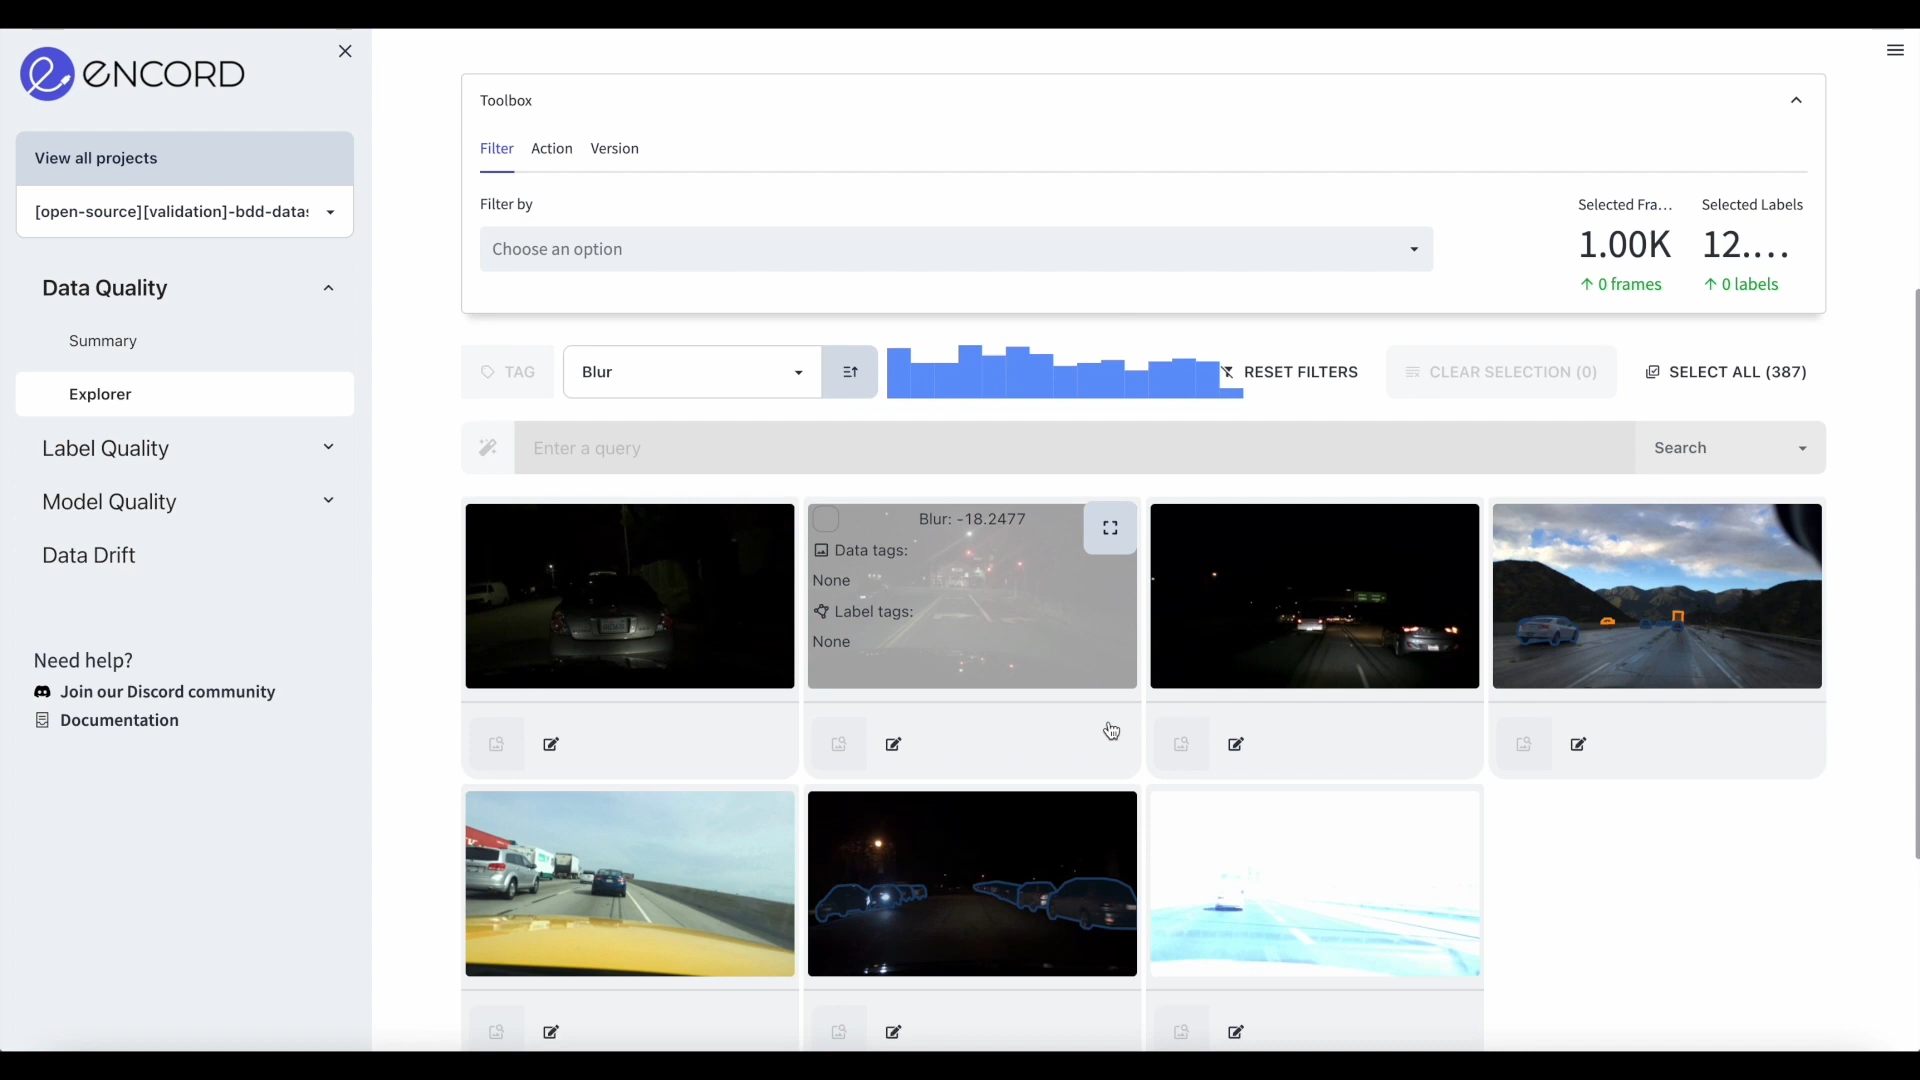 ENCORD
View all projects
[open-source][validation]-bdd-data
Data Quality
Summary
Explorer
Label Quality
Model Quality
Data Drift
Need help?
Join our Discord community
Documentation
Toolbox
Filter Action Version
Filter by
Choose an option
Selected Fra... Selected Labels
1.00K 12....
↑ 0 frames ↑ 0 labels
TAG Blur RESET FILTERS CLEAR SELECTION (0) SELECT ALL (387)
Enter a query Search
Blur: -18.2477
Data tags:
None
Label tags:
None